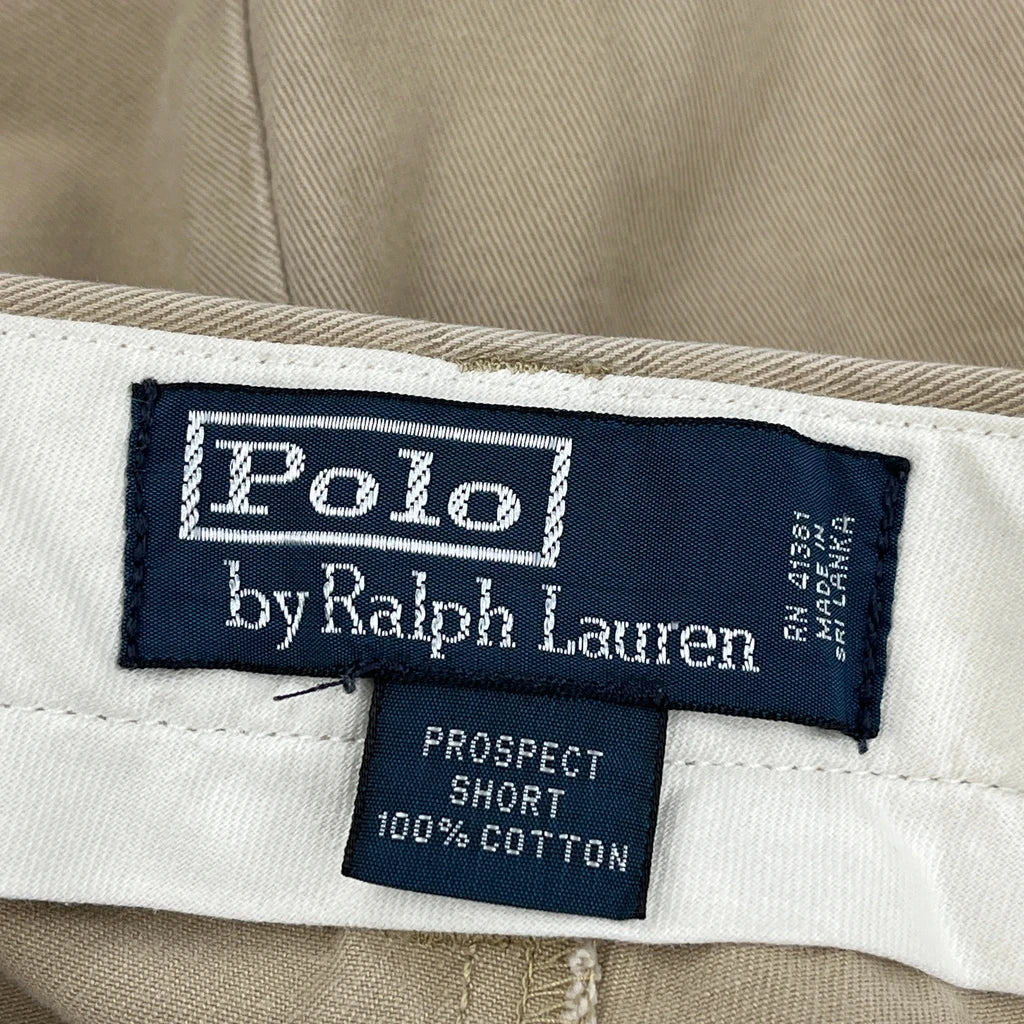 Polo
by Ralph Lauren
RN 41381
MADE IN
SRI LANKA
PROSPECT
SHORT
100% COTTON